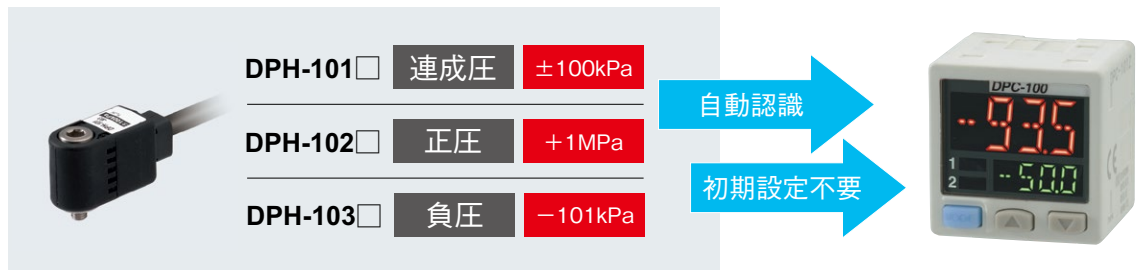 DPH-101□ 連成圧 ±100kPa
DPH-102□ 正圧 +1MPa
DPH-103□ 負圧 −101kPa
自動認識
初期設定不要
DPC-100
-93.5
1
2
-50.0
MODE